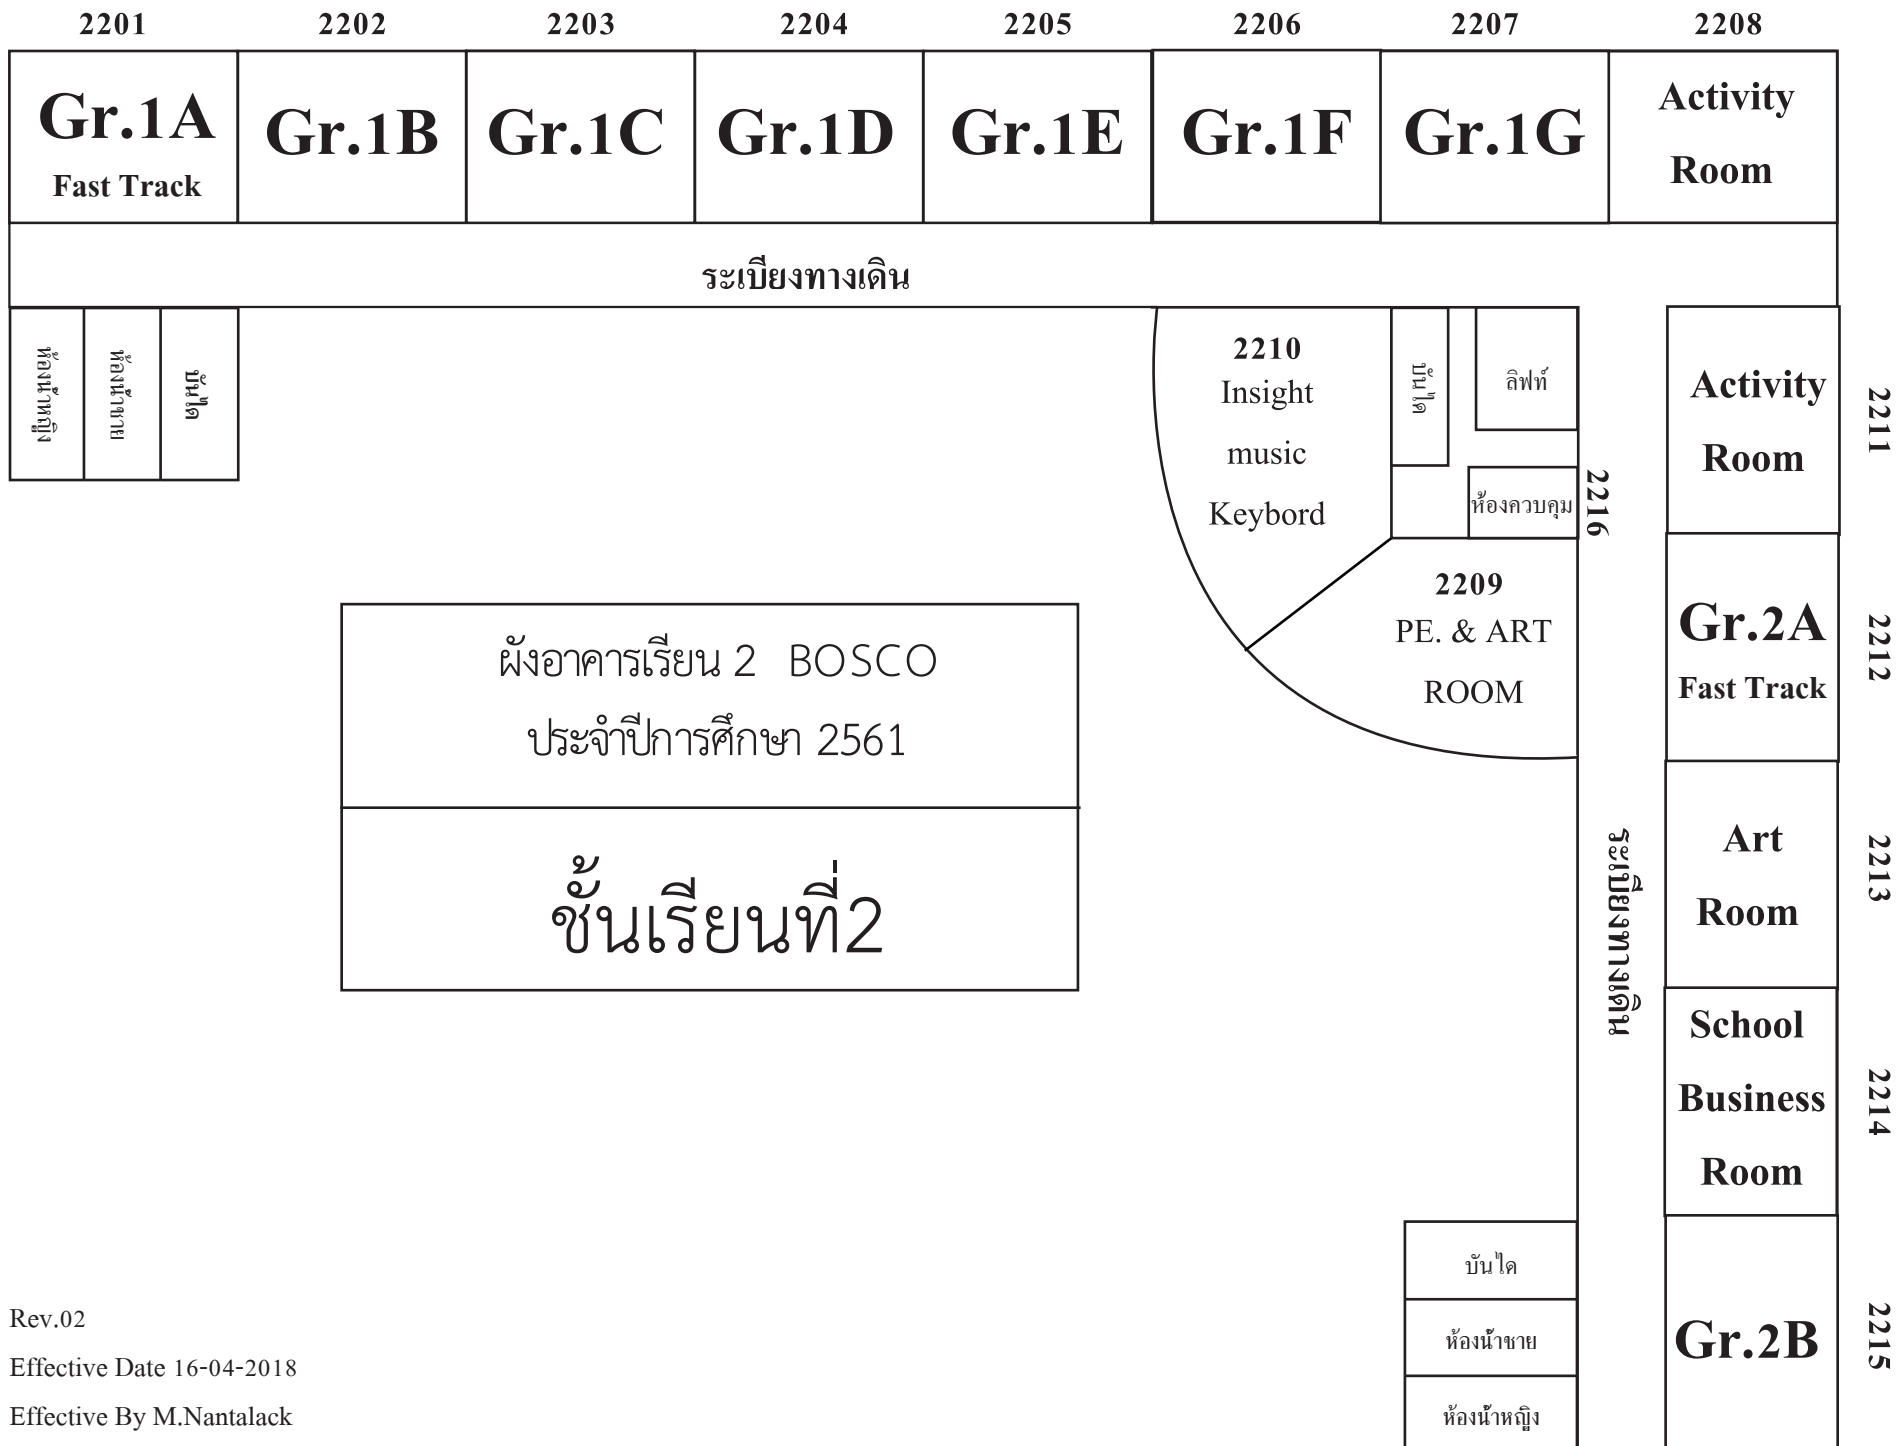 2201 2202 2203 2204 2205 2206 2207 2208
Gr.1A
Fast Track
Gr.1B
Gr.1C
Gr.1D
Gr.1E
Gr.1F
Gr.1G
Activity
Room
ระเบียงทางเดิน
ห้องน้ำหญิง
ห้องน้ำชาย
บันได
2210
Insight
music
Keybord
บันได
ลิฟท์
ห้องควบคุม
2216
2209
PE. & ART
ROOM
Activity
Room
2211
Gr.2A
Fast Track
2212
ผังอาคารเรียน 2 BOSCO
ประจำปีการศึกษา 2561
ชั้นเรียนที่2
ระเบียงทางเดิน
Art
Room
2213
School
Business
Room
2214
บันได
ห้องน้ำชาย
ห้องน้ำหญิง
Gr.2B
2215
Rev.02
Effective Date 16-04-2018
Effective By M.Nantalack